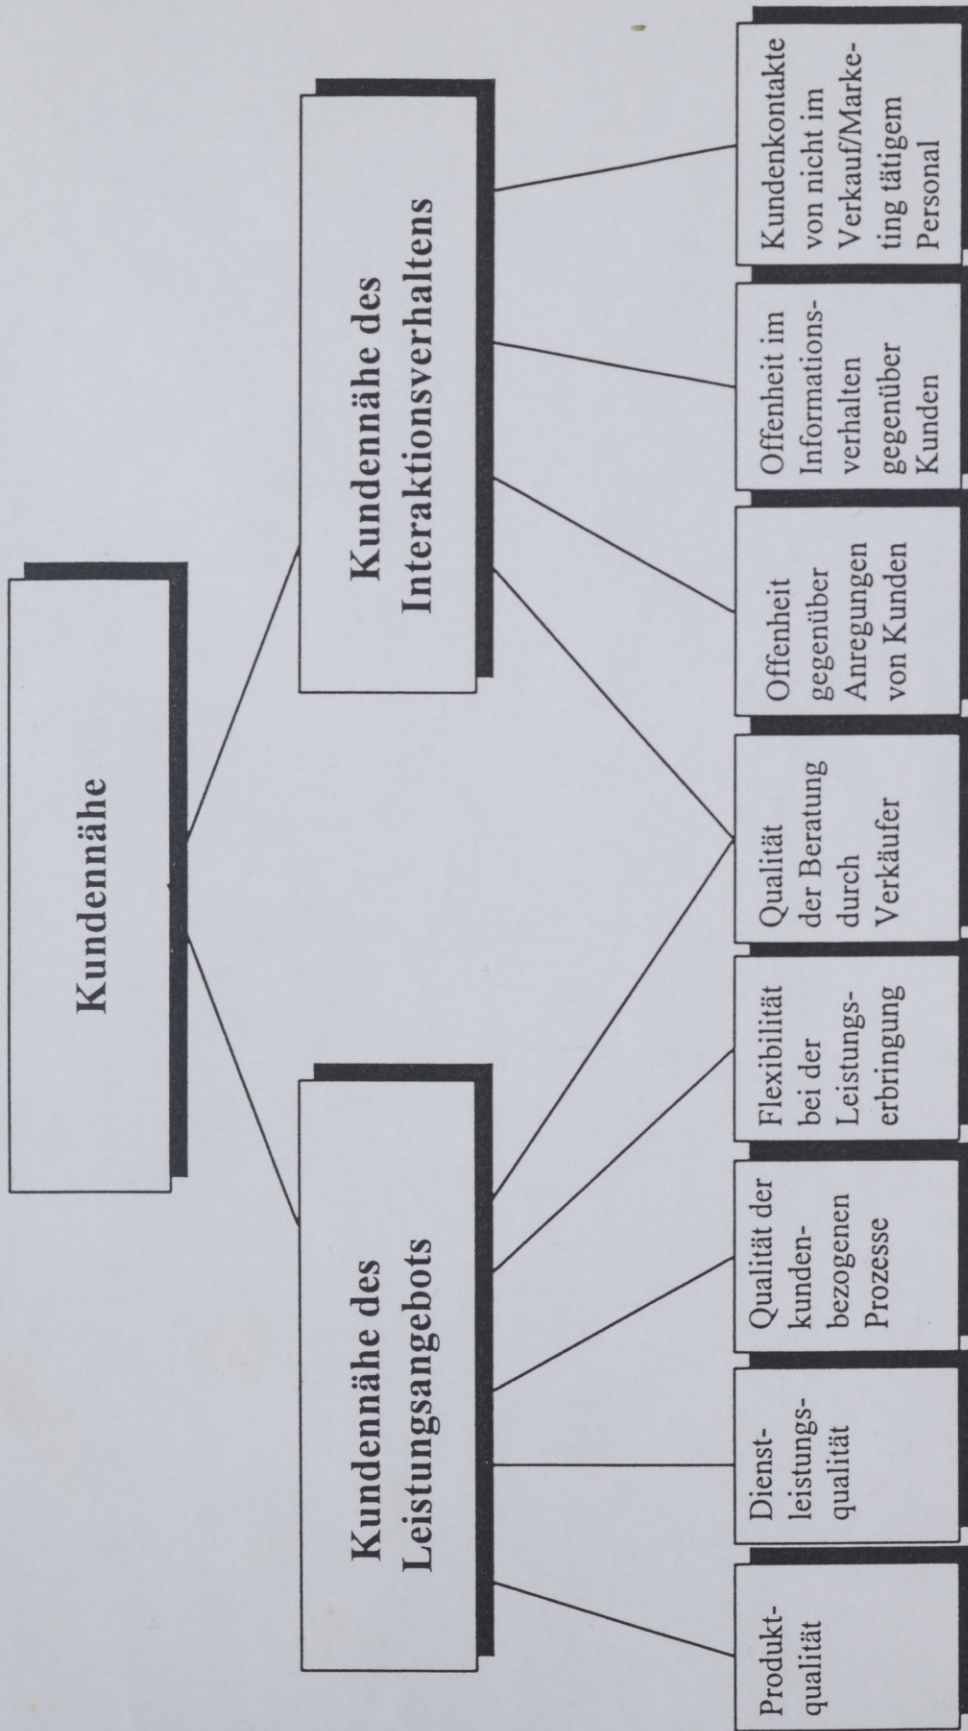 Kundennähe
Kundennähe des
Leistungsangebots
Kundennähe des
Interaktionsverhaltens
Produkt-
qualität
Dienst-
leistungs-
qualität
Qualität der
kunden-
bezogenen
Prozesse
Flexibilität
bei der
Leistungs-
erbringung
Qualität
der Beratung
durch
Verkäufer
Offenheit
gegenüber
Anregungen
von Kunden
Offenheit im
Informations-
verhalten
gegenüber
Kunden
Kundenkontakte
von nicht im
Verkauf/Marke-
ting tätigem
Personal